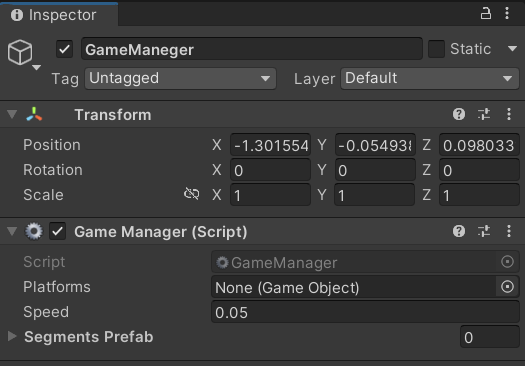 Inspector
GameManeger Static
Tag Untagged Layer Default
Transform
Position X -1.301554 Y -0.054938 Z 0.098033
Rotation X 0 Y 0 Z 0
Scale X 1 Y 1 Z 1
Game Manager (Script)
Script GameManager
Platforms None (Game Object)
Speed 0.05
Segments Prefab 0